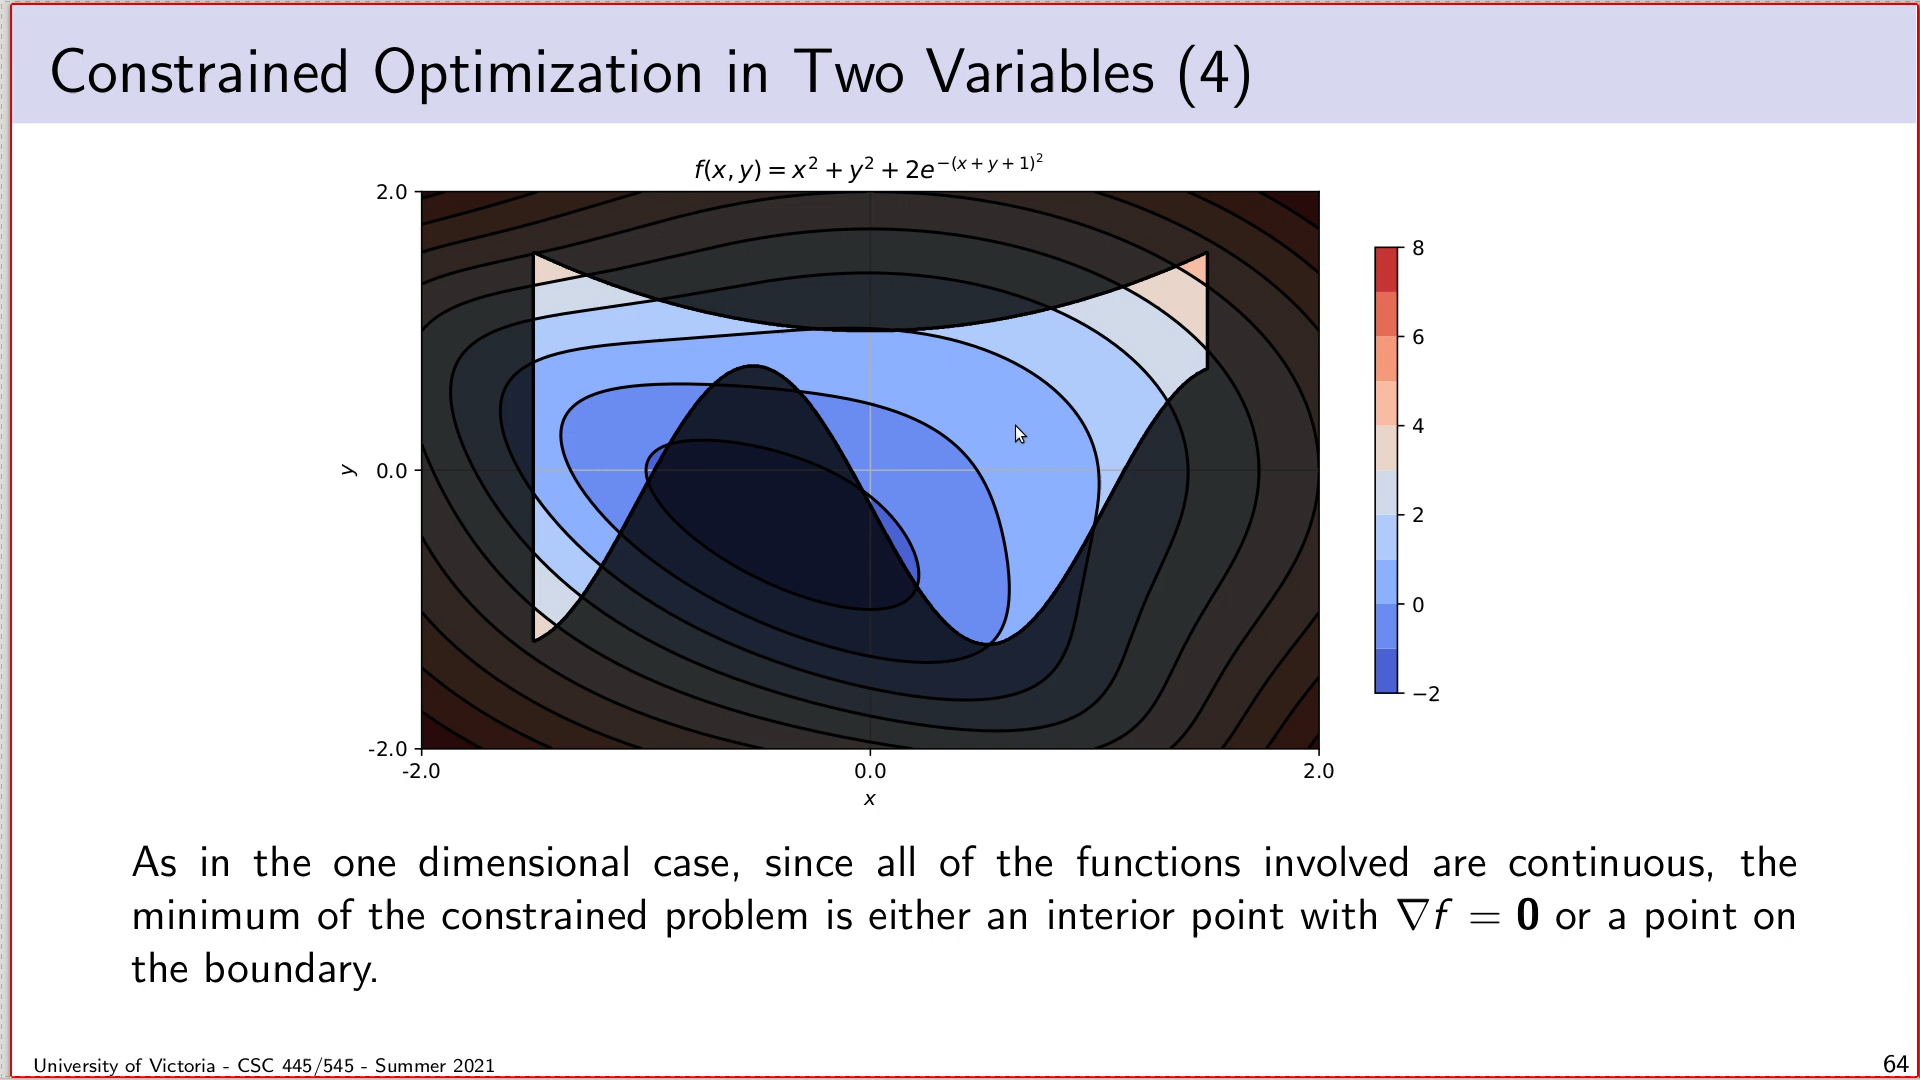 Constrained Optimization in Two Variables (4)
f(x, y) = x² + y² + 2e^{−(x + y + 1)²}
2.0
0.0
-2.0
y
-2.0
0.0
2.0
x
8
6
4
2
0
−2
As in the one dimensional case, since all of the functions involved are continuous, the
minimum of the constrained problem is either an interior point with ∇f = 0 or a point on
the boundary.
University of Victoria - CSC 445/545 - Summer 2021
64